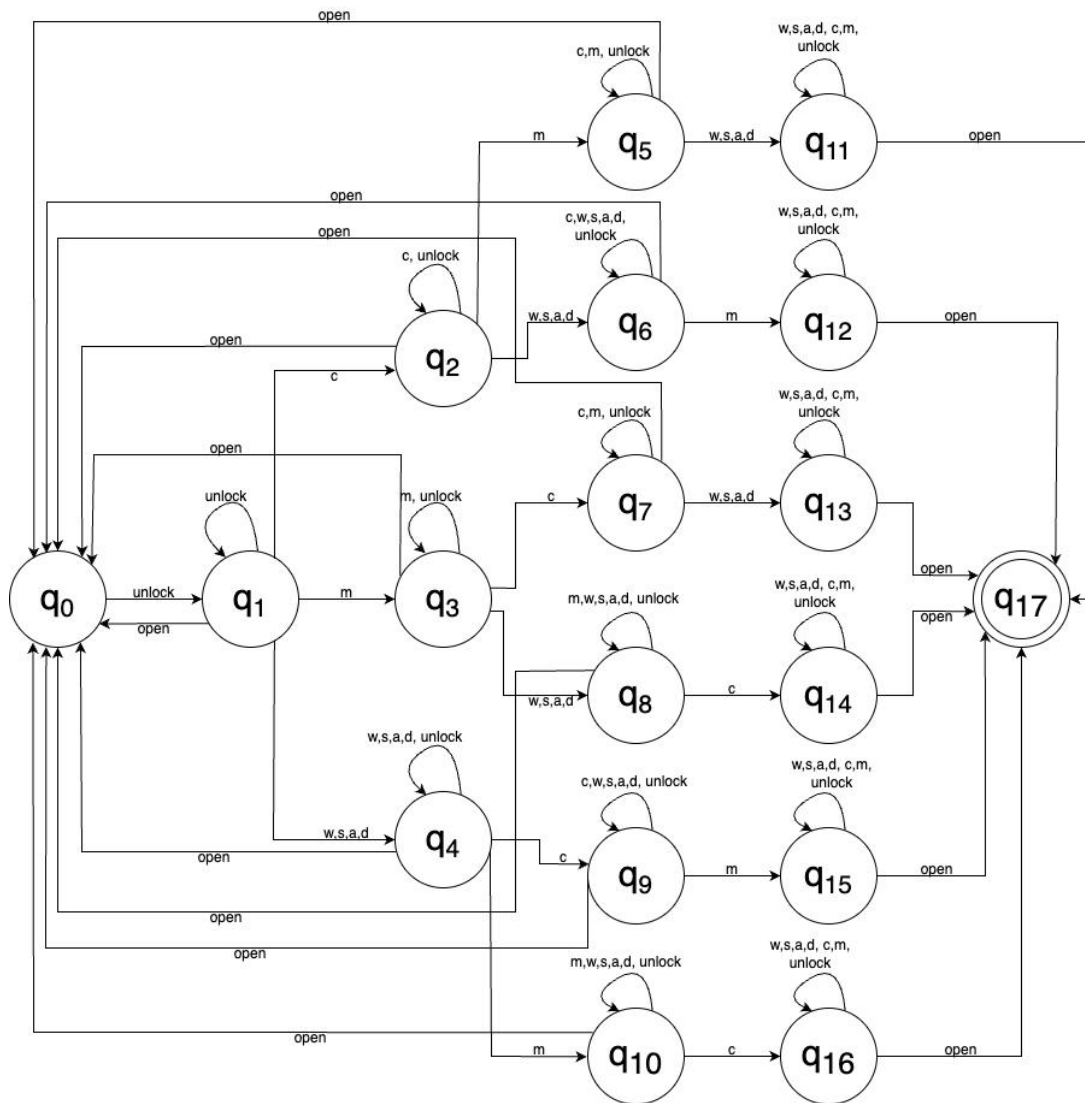 open
c,m, unlock
w,s,a,d, c,m,
unlock
q5
m
w,s,a,d
q11
open
open
c,w,s,a,d,
unlock
w,s,a,d, c,m,
unlock
open
c, unlock
q6
w,s,a,d
m
q12
open
open
q2
c
c,m, unlock
w,s,a,d, c,m,
unlock
open
unlock
m, unlock
c
q7
w,s,a,d
q13
open
q0
unlock
q1
m
q3
q17
open
m,w,s,a,d, unlock
w,s,a,d, c,m,
unlock
open
w,s,a,d
q8
c
q14
w,s,a,d, unlock
c,w,s,a,d, unlock
w,s,a,d, c,m,
unlock
w,s,a,d
q4
open
c
q9
m
q15
open
open
open
m,w,s,a,d, unlock
w,s,a,d, c,m,
unlock
open
m
q10
c
q16
open